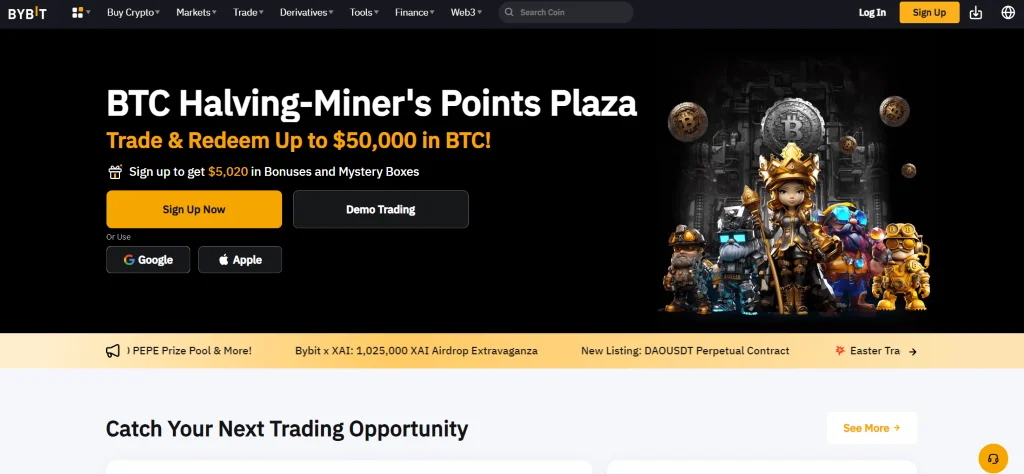 BYBIT
Buy Crypto Markets Trade Derivatives Tools Finance Web3 Search Coin Log In Sign Up
BTC Halving-Miner's Points Plaza
Trade & Redeem Up to $50,000 in BTC!
Sign up to get $5,020 in Bonuses and Mystery Boxes
Sign Up Now Demo Trading
Or Use
Google Apple
PEPE Prize Pool & More! Bybit x XAI: 1,025,000 XAI Airdrop Extravaganza New Listing: DAOUSDT Perpetual Contract Easter Tra
Catch Your Next Trading Opportunity See More